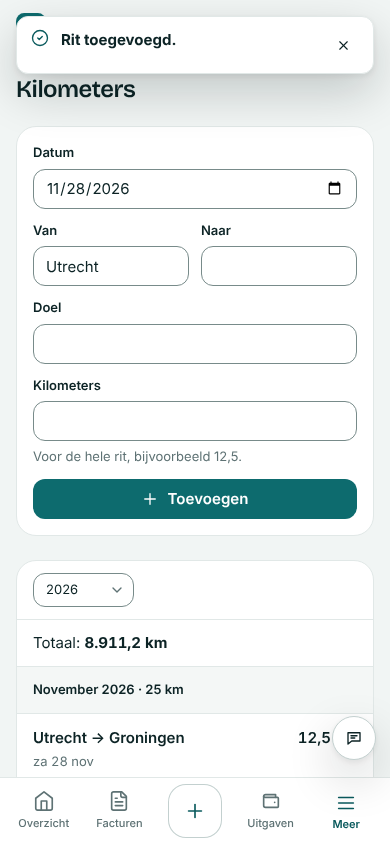 Rit toegevoegd.
Kilometers
Datum
11/28/2026
Van Naar
Utrecht
Doel
Kilometers
Voor de hele rit, bijvoorbeeld 12,5.
Toevoegen
2026
Totaal: 8.911,2 km
November 2026 · 25 km
Utrecht → Groningen 12,5
za 28 nov
Overzicht Facturen Uitgaven Meer